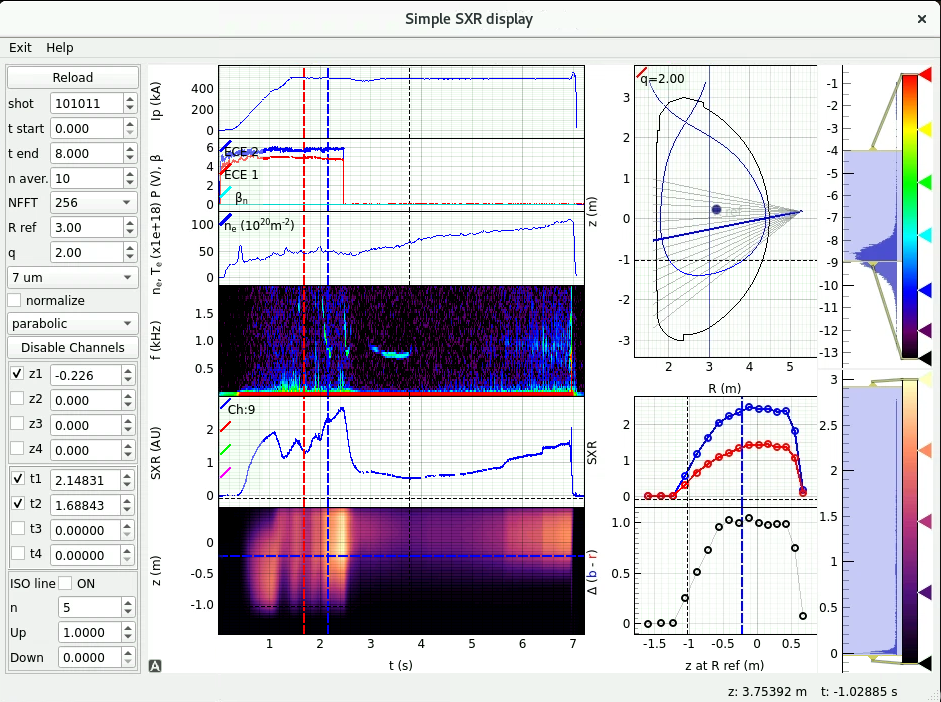 Simple SXR display
Exit Help
Reload
shot 101011
t start 0.000
t end 8.000
n aver. 10
NFFT 256
R ref 3.00
q 2.00
7 um
normalize
parabolic
Disable Channels
z1 -0.226
z2 0.000
z3 0.000
z4 0.000
t1 2.14831
t2 1.68843
t3 0.00000
t4 0.00000
ISO line ON
n 5
Up 1.0000
Down 0.0000
Ip (kA)
400
200
0
P (V), β
6
4
2
0
ECE 2
ECE 1
βn
ne, Te (x1e+18)
100
50
0
ne (10²⁰m⁻²)
f (kHz)
1.5
1.0
0.5
SXR (AU)
2
1
0
Ch:9
z (m)
0
-0.5
-1.0
1 2 3 4 5 6 7
t (s)
A
q=2.00
z (m)
3
2
1
0
-1
-2
-3
2 3 4 5
R (m)
SXR
2
1
0
Δ (b - r)
1.0
0.5
0
-1.5 -1 -0.5 0 0.5
z at R ref (m)
-1
-2
-3
-4
-5
-6
-7
-8
-9
-10
-11
-12
-13
3
2.5
2
1.5
1
0.5
0
z: 3.75392 m t: -1.02885 s